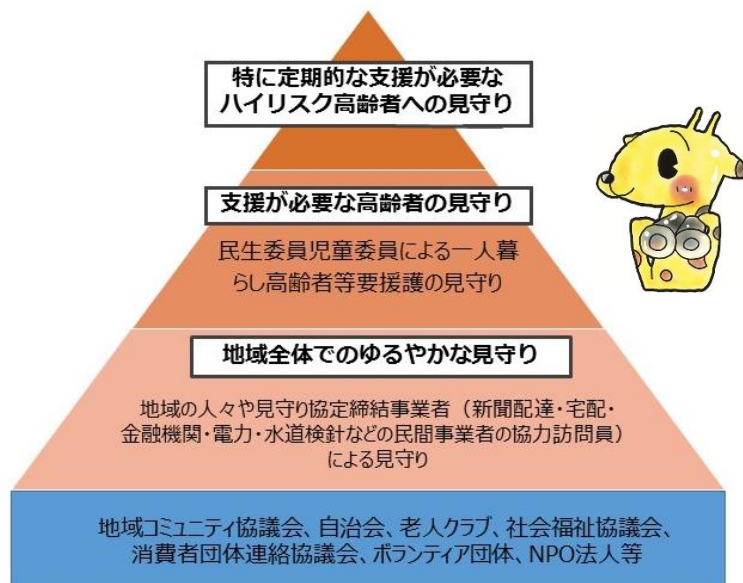 特に定期的な支援が必要な
ハイリスク高齢者への見守り
支援が必要な高齢者の見守り
民生委員児童委員による一人暮
らし高齢者等要援護の見守り
地域全体でのゆるやかな見守り
地域の人々や見守り協定締結事業者（新聞配達・宅配・
金融機関・電力・水道検針などの民間事業者の協力訪問員）
による見守り
地域コミュニティ協議会、自治会、老人クラブ、社会福祉協議会、
消費者団体連絡協議会、ボランティア団体、NPO法人等